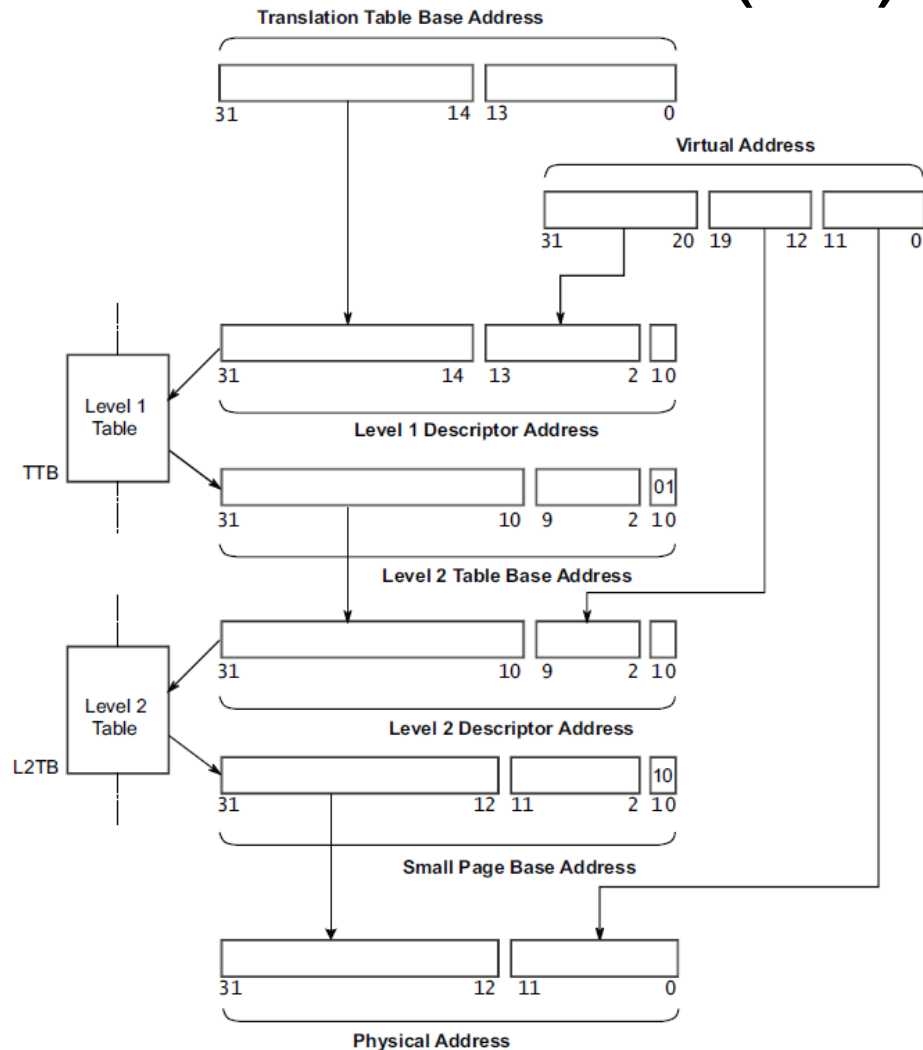 Translation Table Base Address
31 14 13 0
Virtual Address
31 20 19 12 11 0
31 14 13 2 1 0
Level 1
Table
Level 1 Descriptor Address
TTB
01
31 10 9 2 1 0
Level 2 Table Base Address
31 10 9 2 1 0
Level 2
Table
Level 2 Descriptor Address
L2TB
10
31 12 11 2 1 0
Small Page Base Address
31 12 11 0
Physical Address